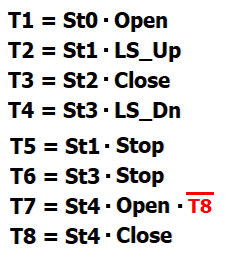 T1 = St0 · Open
T2 = St1 · LS_Up
T3 = St2 · Close
T4 = St3 · LS_Dn
T5 = St1 · Stop
T6 = St3 · Stop
T7 = St4 · Open · T̅8̅
T8 = St4 · Close